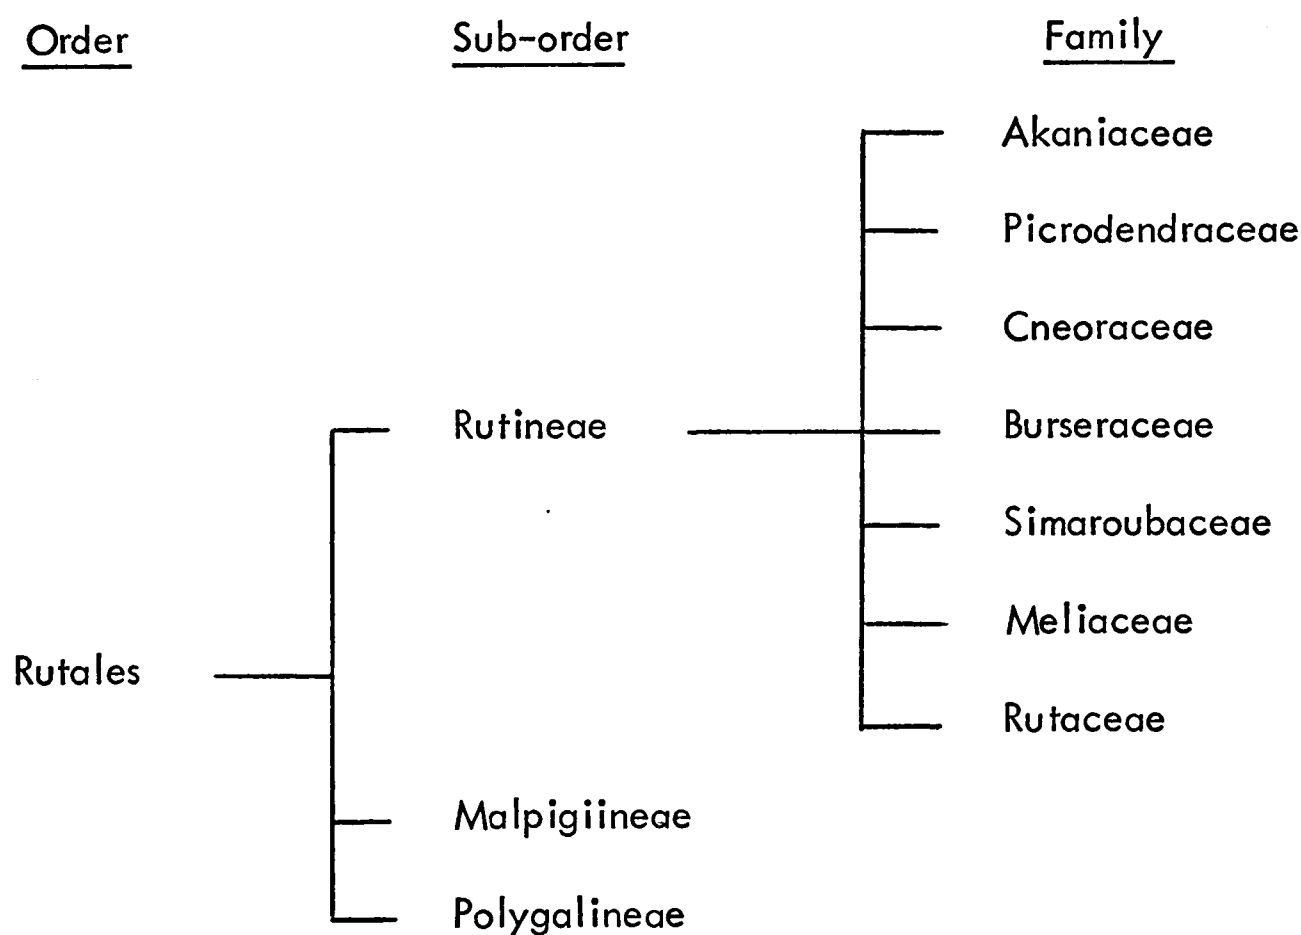 Order Sub-order Family
Akaniaceae
Picrodendraceae
Cneoraceae
Rutineae Burseraceae
Simaroubaceae
Meliaceae
Rutales
Rutaceae
Malpigiineae
Polygalineae